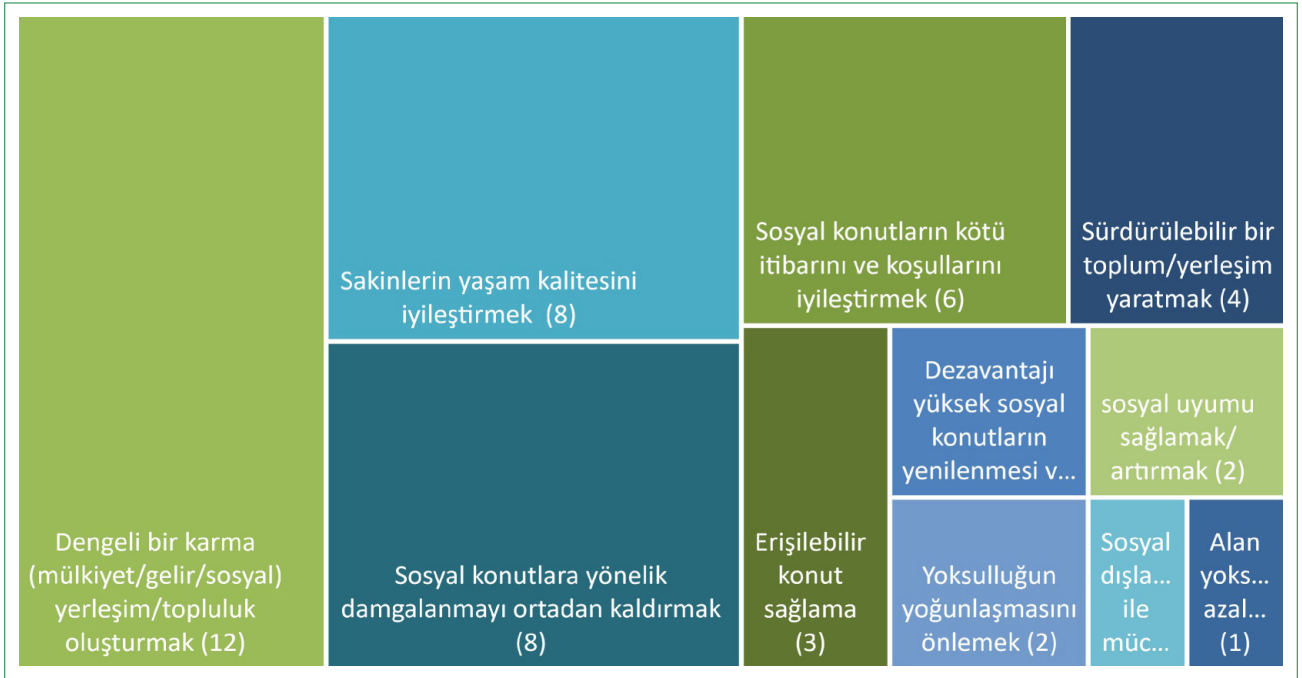 Dengeli bir karma
(mülkiyet/gelir/sosyal)
yerleşim/topluluk
oluşturmak (12)
Sakinlerin yaşam kalitesini
iyileştirmek (8)
Sosyal konutlara yönelik
damgalanmayı ortadan kaldırmak
(8)
Sosyal konutların kötü
itibarını ve koşullarını
iyileştirmek (6)
Sürdürülebilir bir
toplum/yerleşim
yaratmak (4)
Erişilebilir
konut
sağlama
(3)
Dezavantajı
yüksek sosyal
konutların
yenilenmesi v...
sosyal uyumu
sağlamak/
artırmak (2)
Yoksulluğun
yoğunlaşmasını
önlemek (2)
Sosyal
dışla...
ile
müc...
Alan
yoks...
azal...
(1)